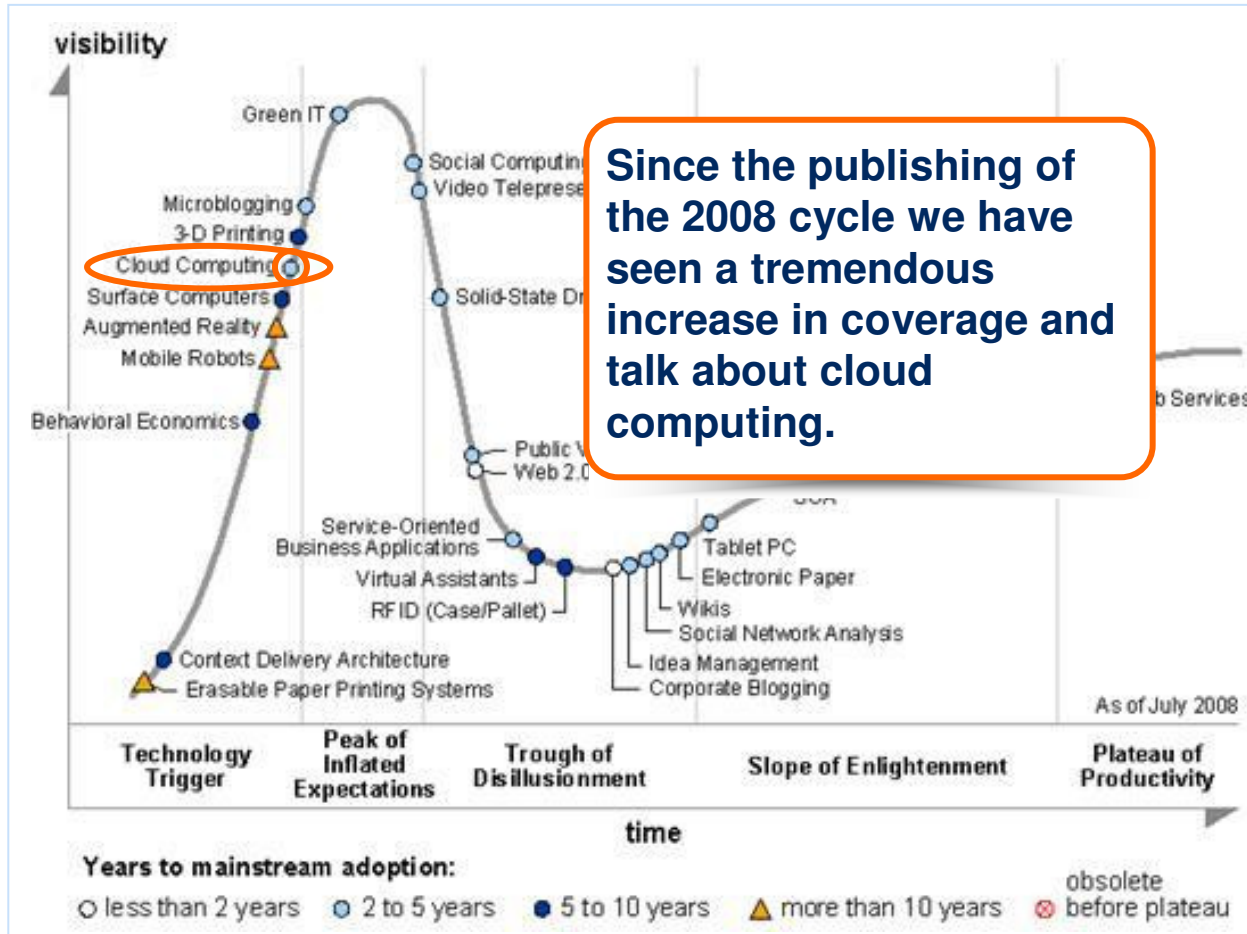 visibility
Green IT
Social Computing
Video Teleprese
Microblogging
3-D Printing
Cloud Computing
Surface Computers
Augmented Reality
Mobile Robots
Behavioral Economics
Solid-State Dr
Since the publishing of
the 2008 cycle we have
seen a tremendous
increase in coverage and
talk about cloud
computing.
b Services
Public
Web 2.0
Service-Oriented
Business Applications
Virtual Assistants
RFID (Case/Pallet)
Tablet PC
Electronic Paper
Wikis
Social Network Analysis
Idea Management
Corporate Blogging
Context Delivery Architecture
Erasable Paper Printing Systems
As of July 2008
Technology
Trigger
Peak of
Inflated
Expectations
Trough of
Disillusionment
Slope of Enlightenment
Plateau of
Productivity
time
Years to mainstream adoption:
less than 2 years
2 to 5 years
5 to 10 years
more than 10 years
obsolete
before plateau